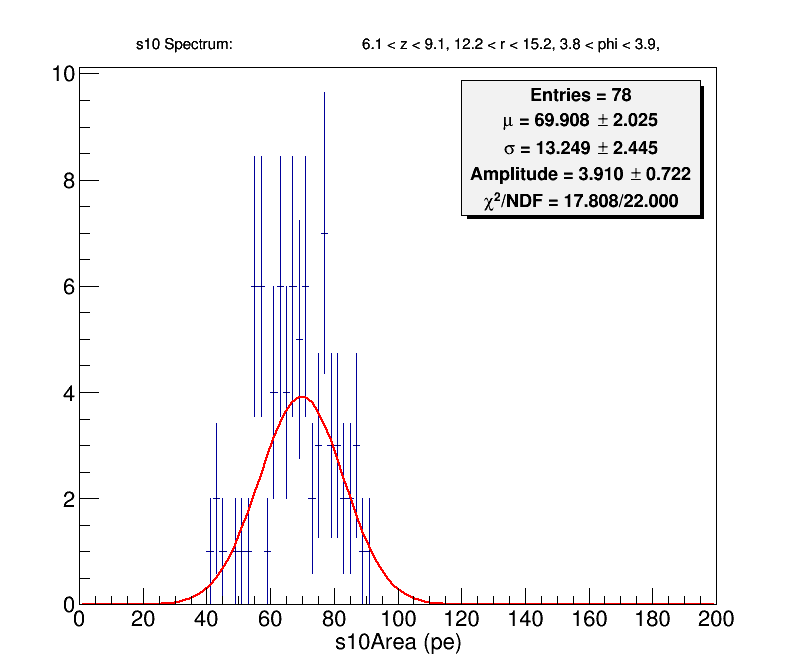 s10 Spectrum: 6.1 < z < 9.1, 12.2 < r < 15.2, 3.8 < phi < 3.9,
Entries = 78
μ = 69.908 ± 2.025
σ = 13.249 ± 2.445
Amplitude = 3.910 ± 0.722
χ²/NDF = 17.808/22.000
10
8
6
4
2
0
0 20 40 60 80 100 120 140 160 180 200
s10Area (pe)